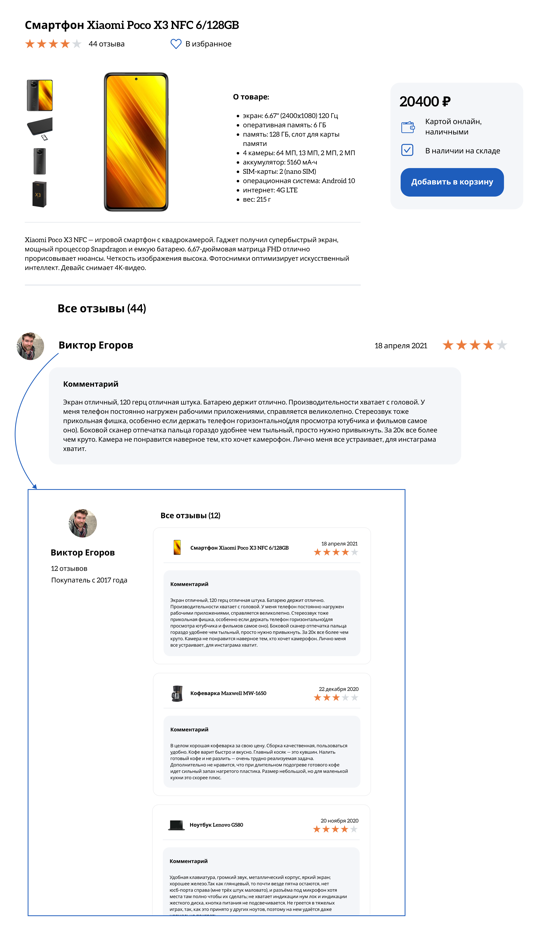 Смартфон Xiaomi Poco X3 NFC 6/128GB
44 отзыва
В избранное
О товаре:
экран: 6.67" (2400x1080) 120 Гц
оперативная память: 6 ГБ
память: 128 ГБ, слот для карты
памяти
4 камеры: 64 МП, 13 МП, 2 МП, 2 МП
аккумулятор: 5160 мА·ч
SIM-карты: 2 (nano SIM)
операционная система: Android 10
интернет: 4G LTE
вес: 215 г
20400 ₽
Картой онлайн,
наличными
В наличии на складе
Добавить в корзину
Xiaomi Poco X3 NFC — игровой смартфон с квадрокамерой. Гаджет получил супербыстрый экран,
мощный процессор Snapdragon и емкую батарею. 6.67-дюймовая матрица FHD отлично
прорисовывает нюансы. Четкость изображения высока. Фотоснимки оптимизирует искусственный
интеллект. Девайс снимает 4К-видео.
Все отзывы (44)
Виктор Егоров
18 апреля 2021
Комментарий
Экран отличный, 120 герц отличная штука. Батарею держит отлично. Производительности хватает с головой. У
меня телефон постоянно нагружен рабочими приложениями, справляется великолепно. Стереозвук тоже
прикольная фишка, особенно если держать телефон горизонтально(для просмотра ютубчика и фильмов самое
оно). Боковой сканер отпечатка пальца гораздо удобнее чем тыльный, просто нужно привыкнуть. За 20к все более
чем круто. Камера не понравится наверное тем, кто хочет камерофон. Лично меня все устраивает, для инстаграма
хватит.
Виктор Егоров
12 отзывов
Покупатель с 2017 года
Все отзывы (12)
Смартфон Xiaomi Poco X3 NFC 6/128GB
18 апреля 2021
Комментарий
Экран отличный, 120 герц отличная штука. Батарею держит отлично.
Производительности хватает с головой. У меня телефон постоянно нагружен
рабочими приложениями, справляется великолепно. Стереозвук тоже
прикольная фишка, особенно если держать телефон горизонтально(для
просмотра ютубчика и фильмов самое оно). Боковой сканер отпечатка пальца
гораздо удобнее чем тыльный, просто нужно привыкнуть. За 20к все более чем
круто. Камера не понравится наверное тем, кто хочет камерофон. Лично меня
все устраивает, для инстаграма хватит.
Кофеварка Maxwell MW-1650
22 декабря 2020
Комментарий
В целом хорошая кофеварка за свою цену. Сборка качественная, пользоваться
удобно. Кофе варит быстро и вкусно. Главный косяк — это кувшин. Налить
готовый кофе и не разлить — очень трудно реализуемая задача.
Дополнительно не нравится, что при длительном подогреве готового кофе
идет сильный запах нагретого пластика. Размер небольшой, но для маленькой
кухни это скорее плюс.
Ноутбук Lenovo G580
20 ноября 2020
Комментарий
Удобная клавиатура, громкий звук, металлический корпус, яркий экран;
хорошее железо.Так как глянцевый, то почти везде пятна остаются, нет
юсб-порта справа (мне трёх штук маловато), и разъёма под микрофон хотя
места там полно чтобы их сделать; не хватает индикации нум лок и индикации
жесткого диска, кнопка питания не подсвечивается. Не греется в тяжелых
играх, так, как это принято у других ноутов, поэтому на нем удаётся даже